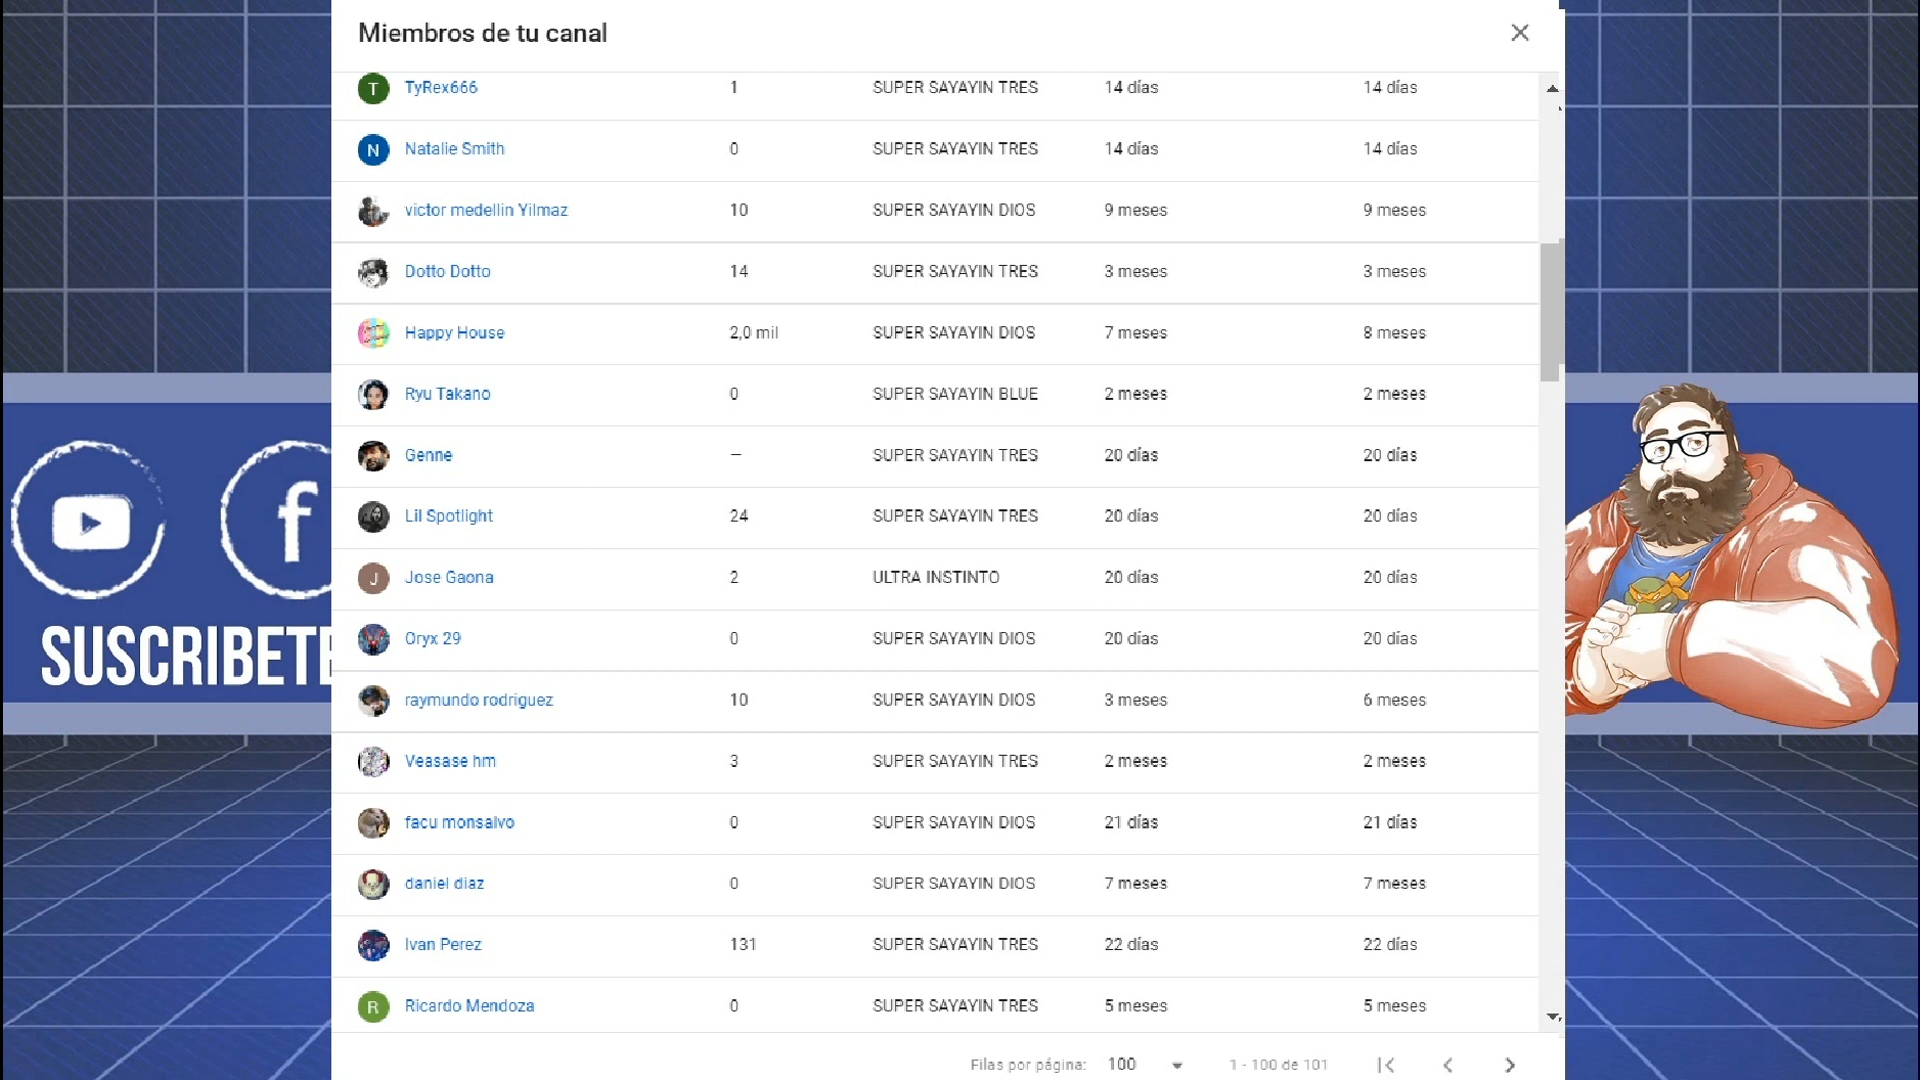 Miembros de tu canal
T TyRex666 1 SUPER SAYAYIN TRES 14 días 14 días
N Natalie Smith 0 SUPER SAYAYIN TRES 14 días 14 días
victor medellin Yilmaz 10 SUPER SAYAYIN DIOS 9 meses 9 meses
Dotto Dotto 14 SUPER SAYAYIN TRES 3 meses 3 meses
Happy House 2,0 mil SUPER SAYAYIN DIOS 7 meses 8 meses
Ryu Takano 0 SUPER SAYAYIN BLUE 2 meses 2 meses
Genne – SUPER SAYAYIN TRES 20 días 20 días
Lil Spotlight 24 SUPER SAYAYIN TRES 20 días 20 días
J Jose Gaona 2 ULTRA INSTINTO 20 días 20 días
Oryx 29 0 SUPER SAYAYIN DIOS 20 días 20 días
raymundo rodriguez 10 SUPER SAYAYIN DIOS 3 meses 6 meses
Veasase hm 3 SUPER SAYAYIN TRES 2 meses 2 meses
facu monsalvo 0 SUPER SAYAYIN DIOS 21 días 21 días
daniel diaz 0 SUPER SAYAYIN DIOS 7 meses 7 meses
Ivan Perez 131 SUPER SAYAYIN TRES 22 días 22 días
R Ricardo Mendoza 0 SUPER SAYAYIN TRES 5 meses 5 meses
Filas por página: 100 1 - 100 de 101
f
SUSCRIBETE